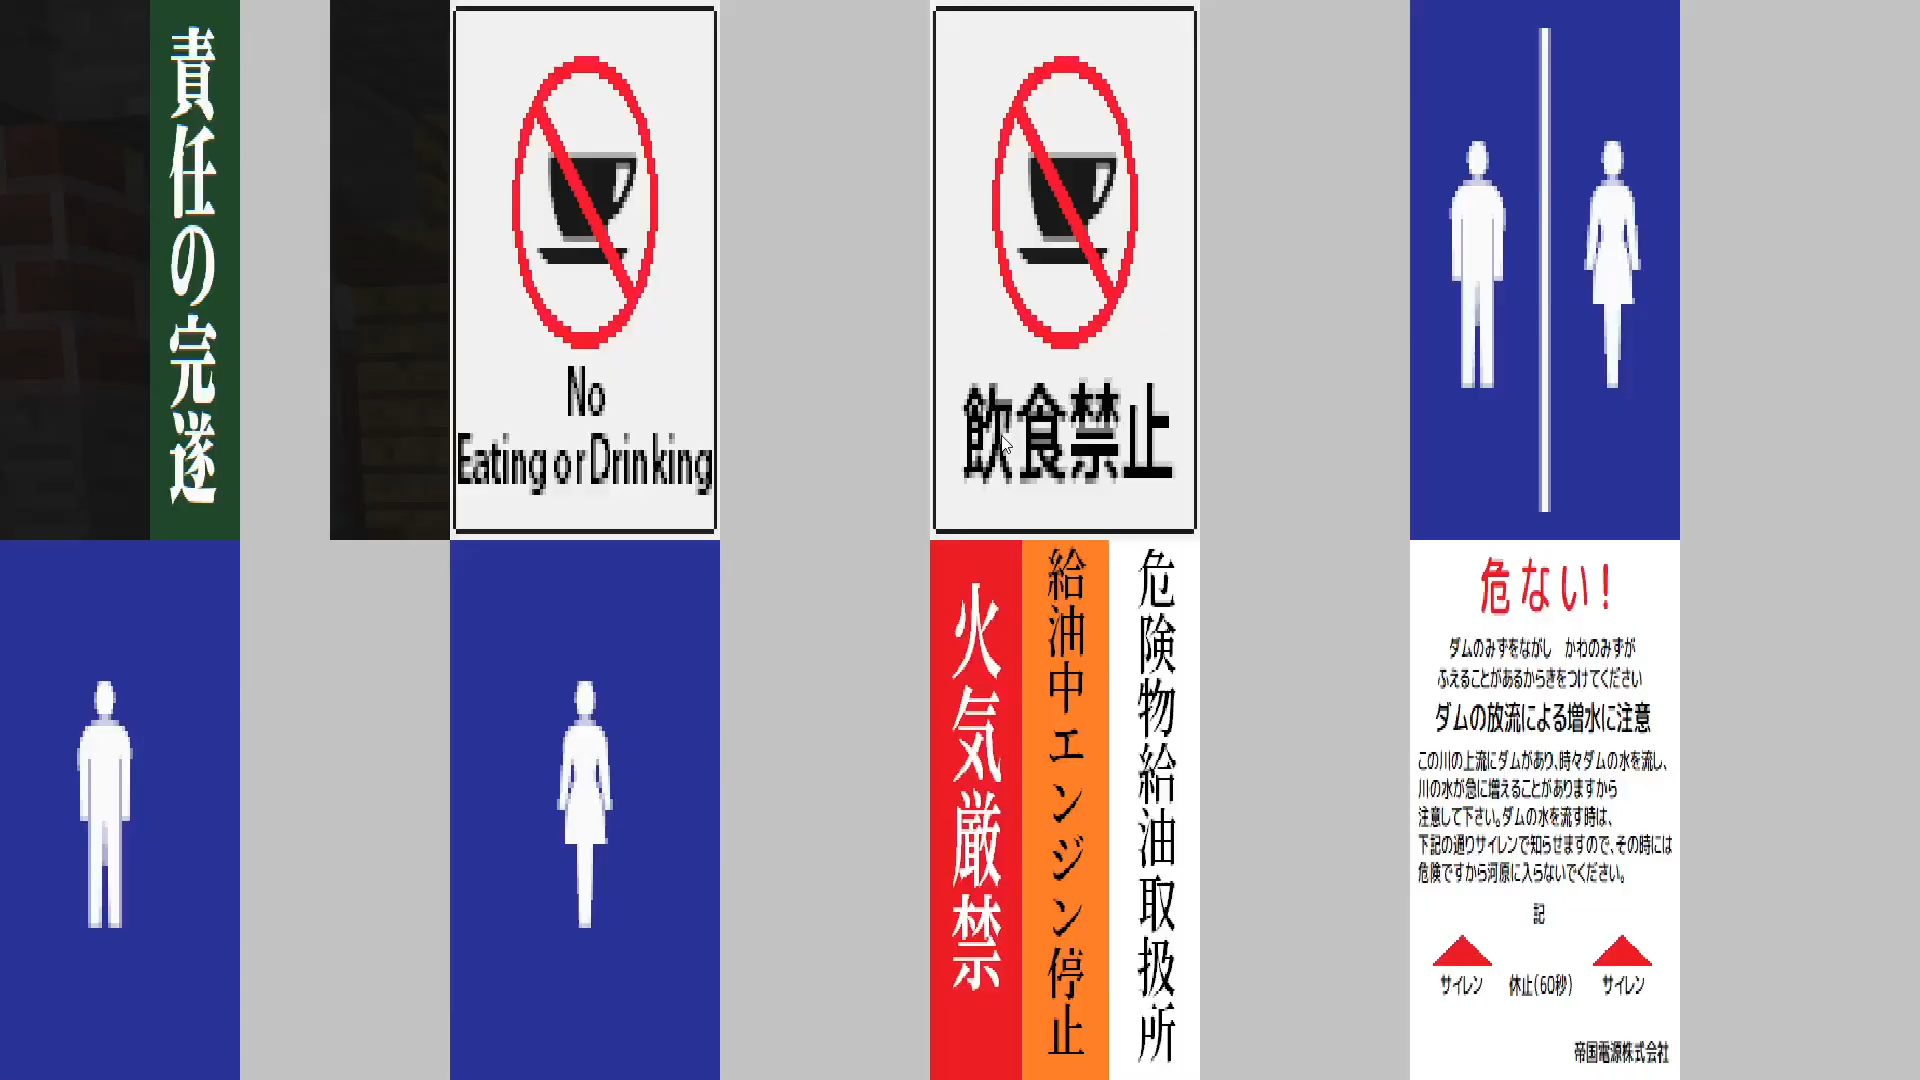 責任の完遂
No
Eating or Drinking
飲食禁止
火気厳禁
給油中エンジン停止
危険物給油取扱所
危ない!
ダムのみずをながし　かわのみずが
ふえることがあるからきをつけてください
ダムの放流による増水に注意
この川の上流にダムがあり、時々ダムの水を流し、
川の水が急に増えることがありますから
注意して下さい。ダムの水を流す時は、
下記の通りサイレンで知らせますので、その時には
危険ですから河原に入らないでください。
記
サイレン　休止(60秒)　サイレン
帝国電源株式会社